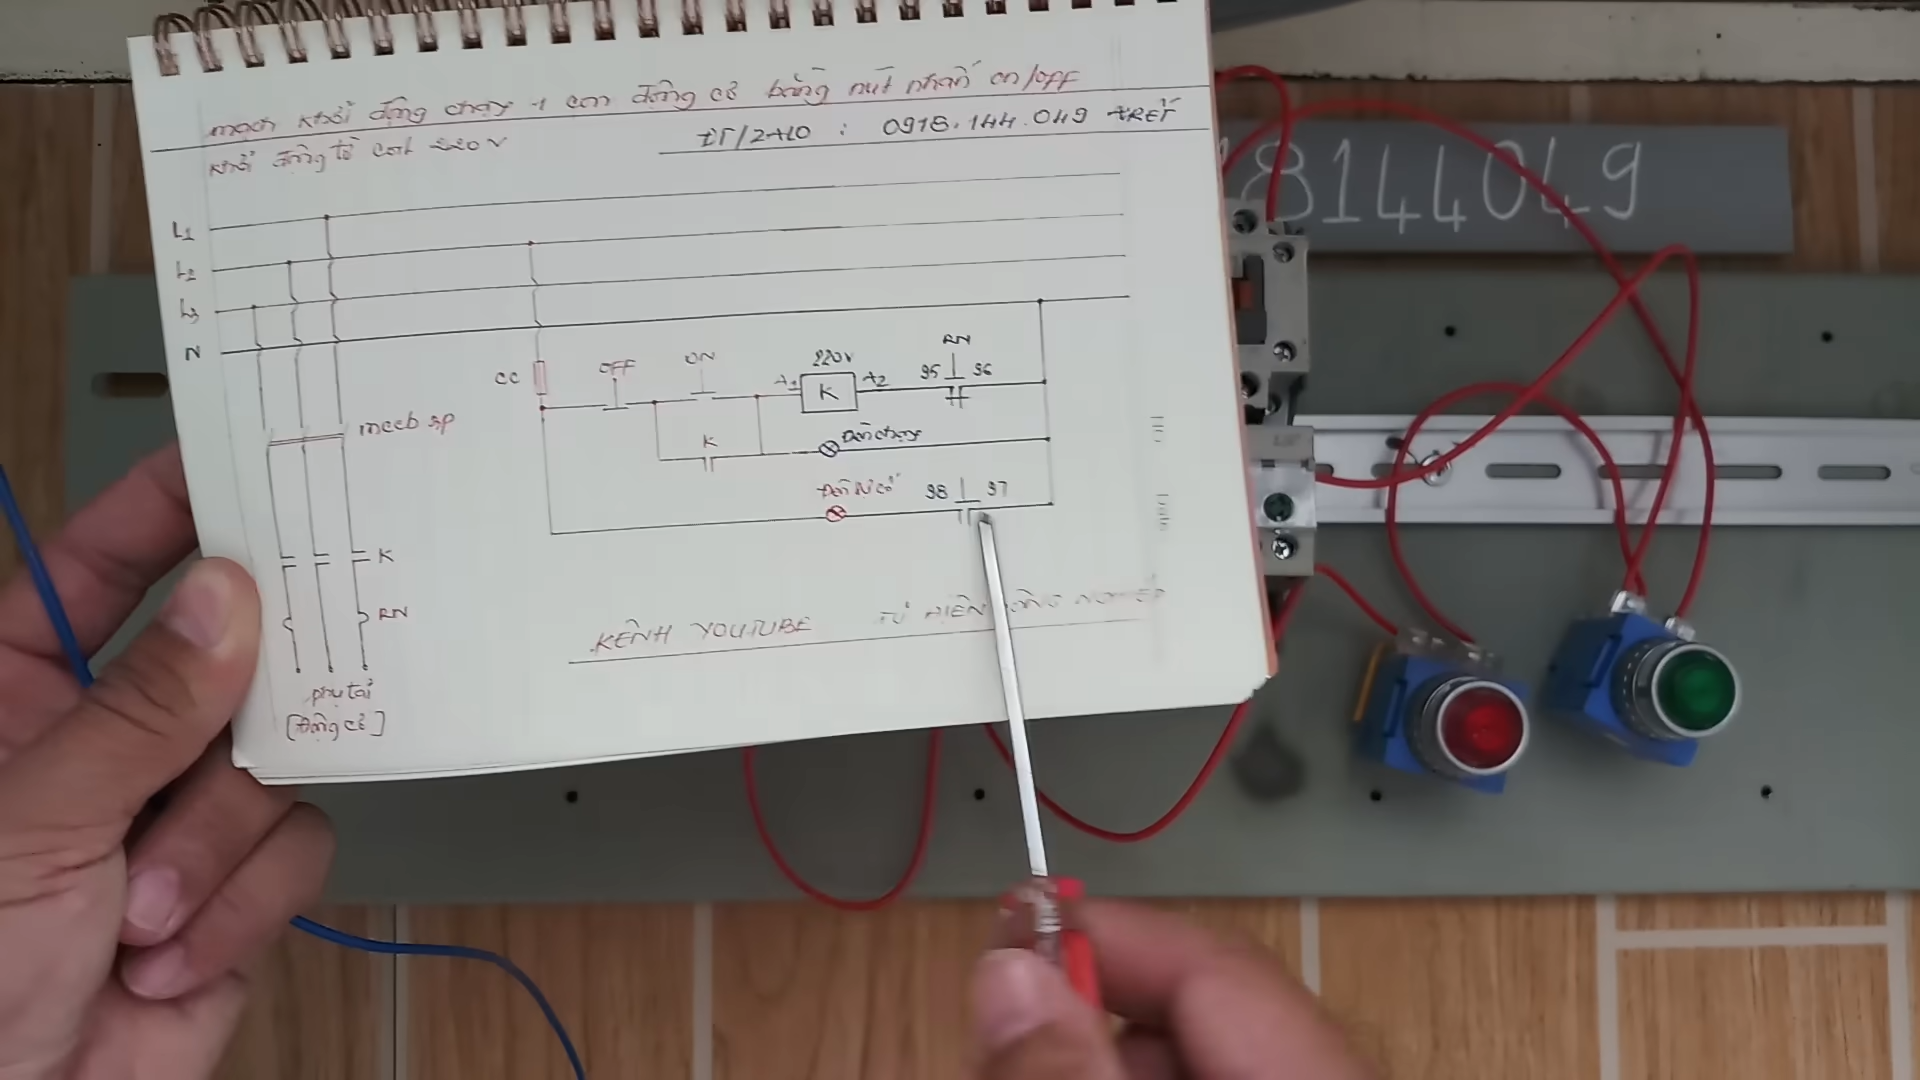 mạch khởi động chạy 1 con động cơ bằng nút nhấn on/off
khởi động từ coil 220V
ĐT/ZALO : 0918.144.049 TRẾT
8144049
L1
L2
L3
N
CC
OFF
ON
220V
RN
A1
K
A2
95
96
mccb 3p
K
Đèn chạy
Đèn sự cố
98
97
K
RN
phụ tải
[Động cơ]
KÊNH YOUTUBE